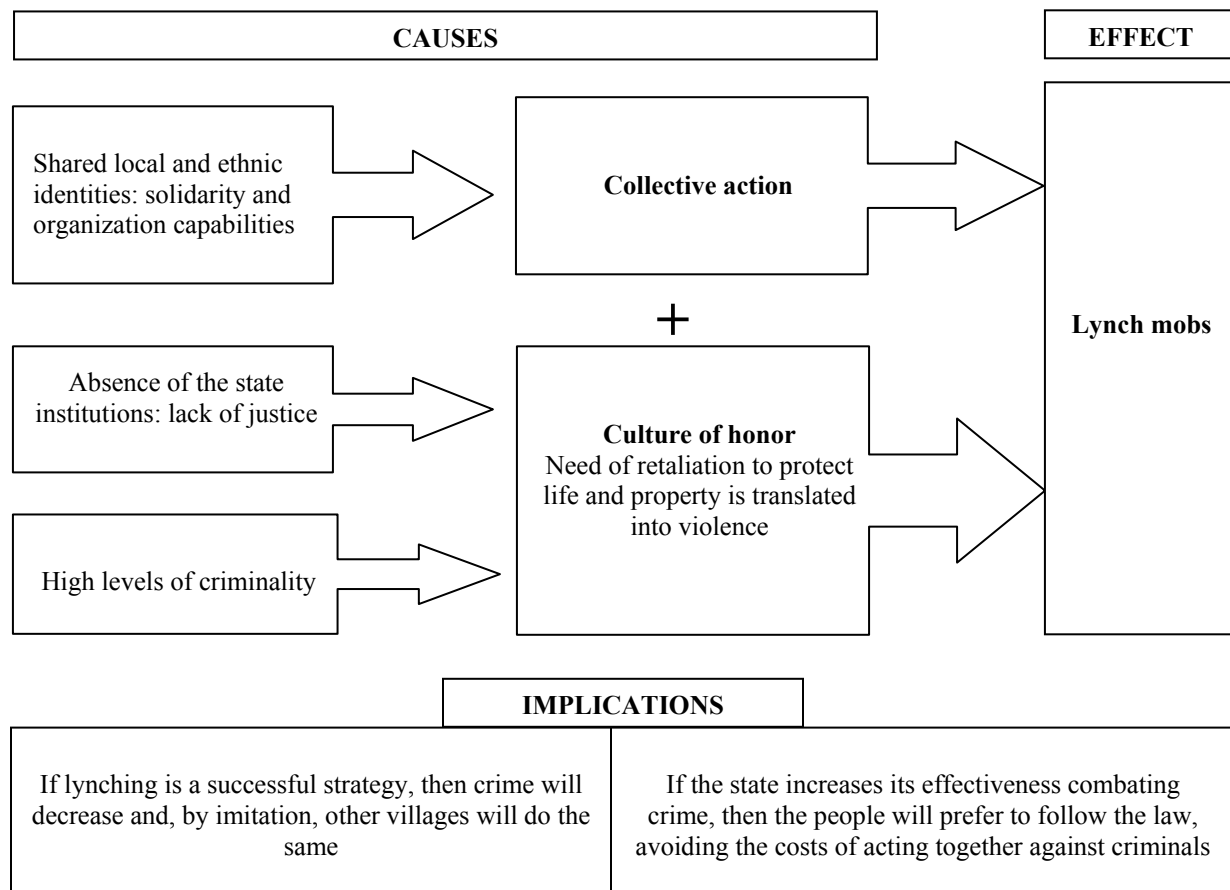 CAUSES
EFFECT
Shared local and ethnic
identities: solidarity and
organization capabilities
Collective action
+
Absence of the state
institutions: lack of justice
High levels of criminality
Culture of honor
Need of retaliation to protect
life and property is translated
into violence
Lynch mobs
IMPLICATIONS
If lynching is a successful strategy, then crime will
decrease and, by imitation, other villages will do the
same
If the state increases its effectiveness combating
crime, then the people will prefer to follow the law,
avoiding the costs of acting together against criminals